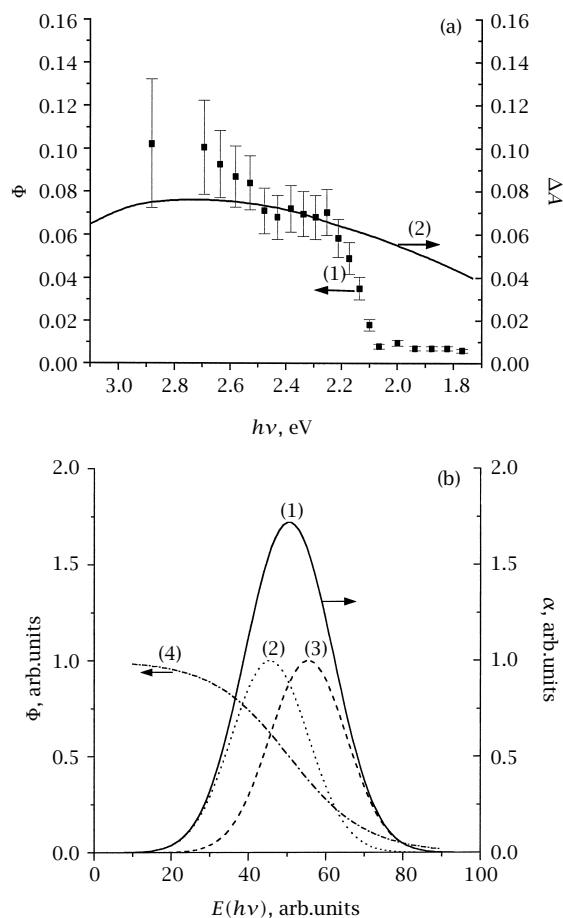 (a)
0.16 0.16
0.14 0.14
0.12 0.12
0.10 0.10
Φ ΔA
0.08 0.08
(2)
0.06 0.06
(1)
0.04 0.04
0.02 0.02
0.00 0.00
3.0 2.8 2.6 2.4 2.2 2.0 1.8
hν, eV
2.0 2.0
(b)
(1)
1.5 1.5
Φ, arb.units α, arb.units
(4) (2) (3)
1.0 1.0
0.5 0.5
0.0 0.0
0 20 40 60 80 100
E(hν), arb.units